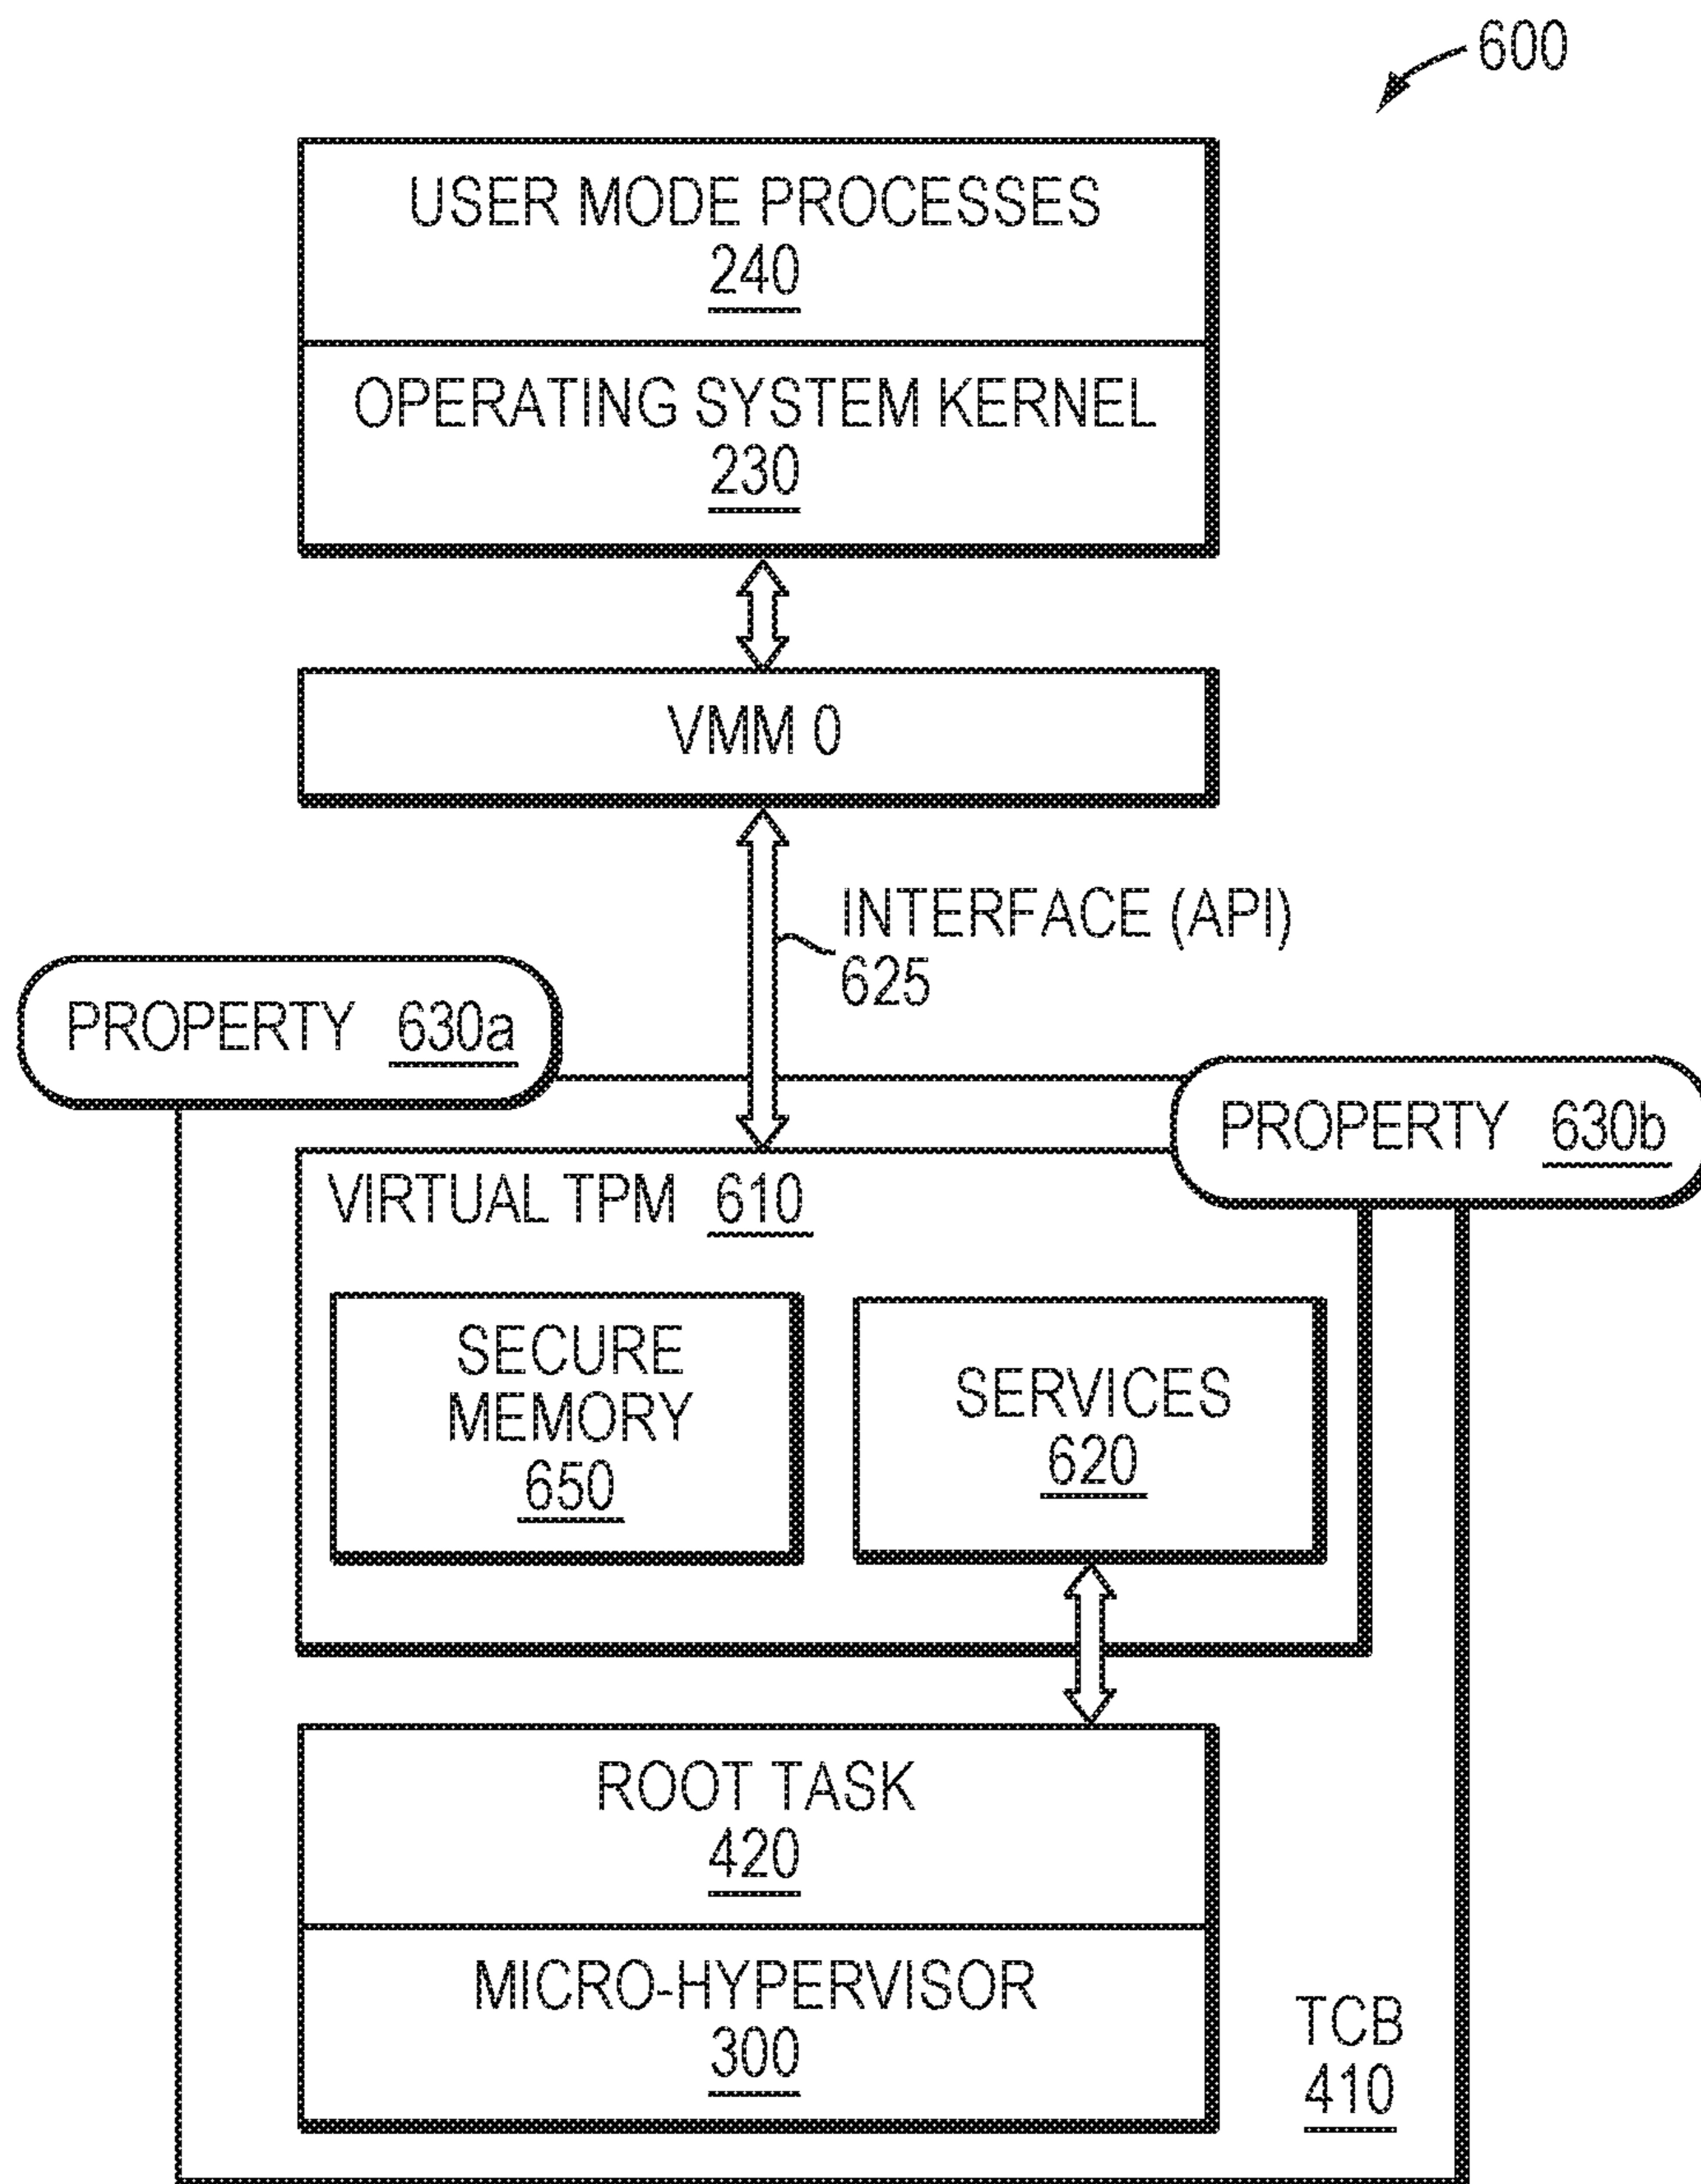 600
USER MODE PROCESSES
240
OPERATING SYSTEM KERNEL
230
VMM 0
INTERFACE (API)
625
PROPERTY 630a
PROPERTY 630b
VIRTUAL TPM 610
SECURE
MEMORY
650
SERVICES
620
ROOT TASK
420
MICRO-HYPERVISOR
300
TCB
410